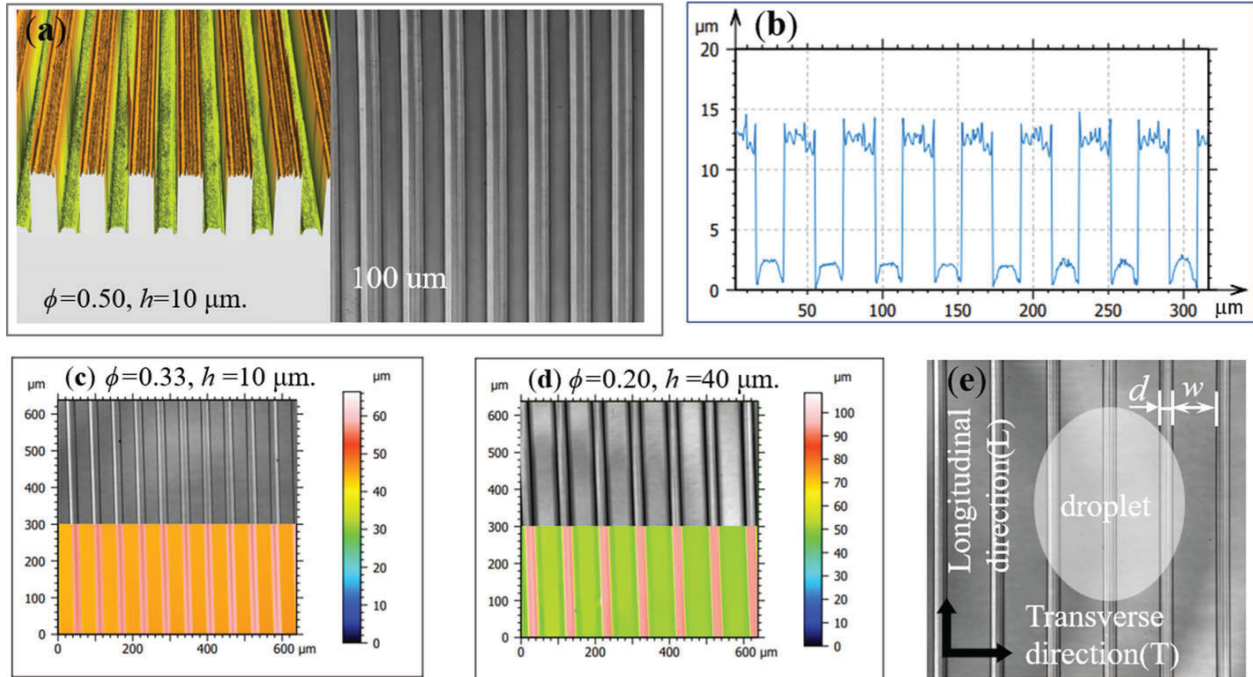 (a)
100 um
ϕ=0.50, h=10 μm.
(b)
μm
20
15
10
5
0
50
100
150
200
250
300
μm
(c) ϕ=0.33, h =10 μm.
μm
600
500
400
300
200
100
0
0
200
400
600 μm
μm
60
50
40
30
20
10
0
(d) ϕ=0.20, h=40 μm.
μm
600
500
400
300
200
100
0
0
200
400
600 μm
μm
100
90
80
70
60
50
40
30
20
10
0
(e)
d
w
Longitudinal
direction(L)
droplet
Transverse
direction(T)